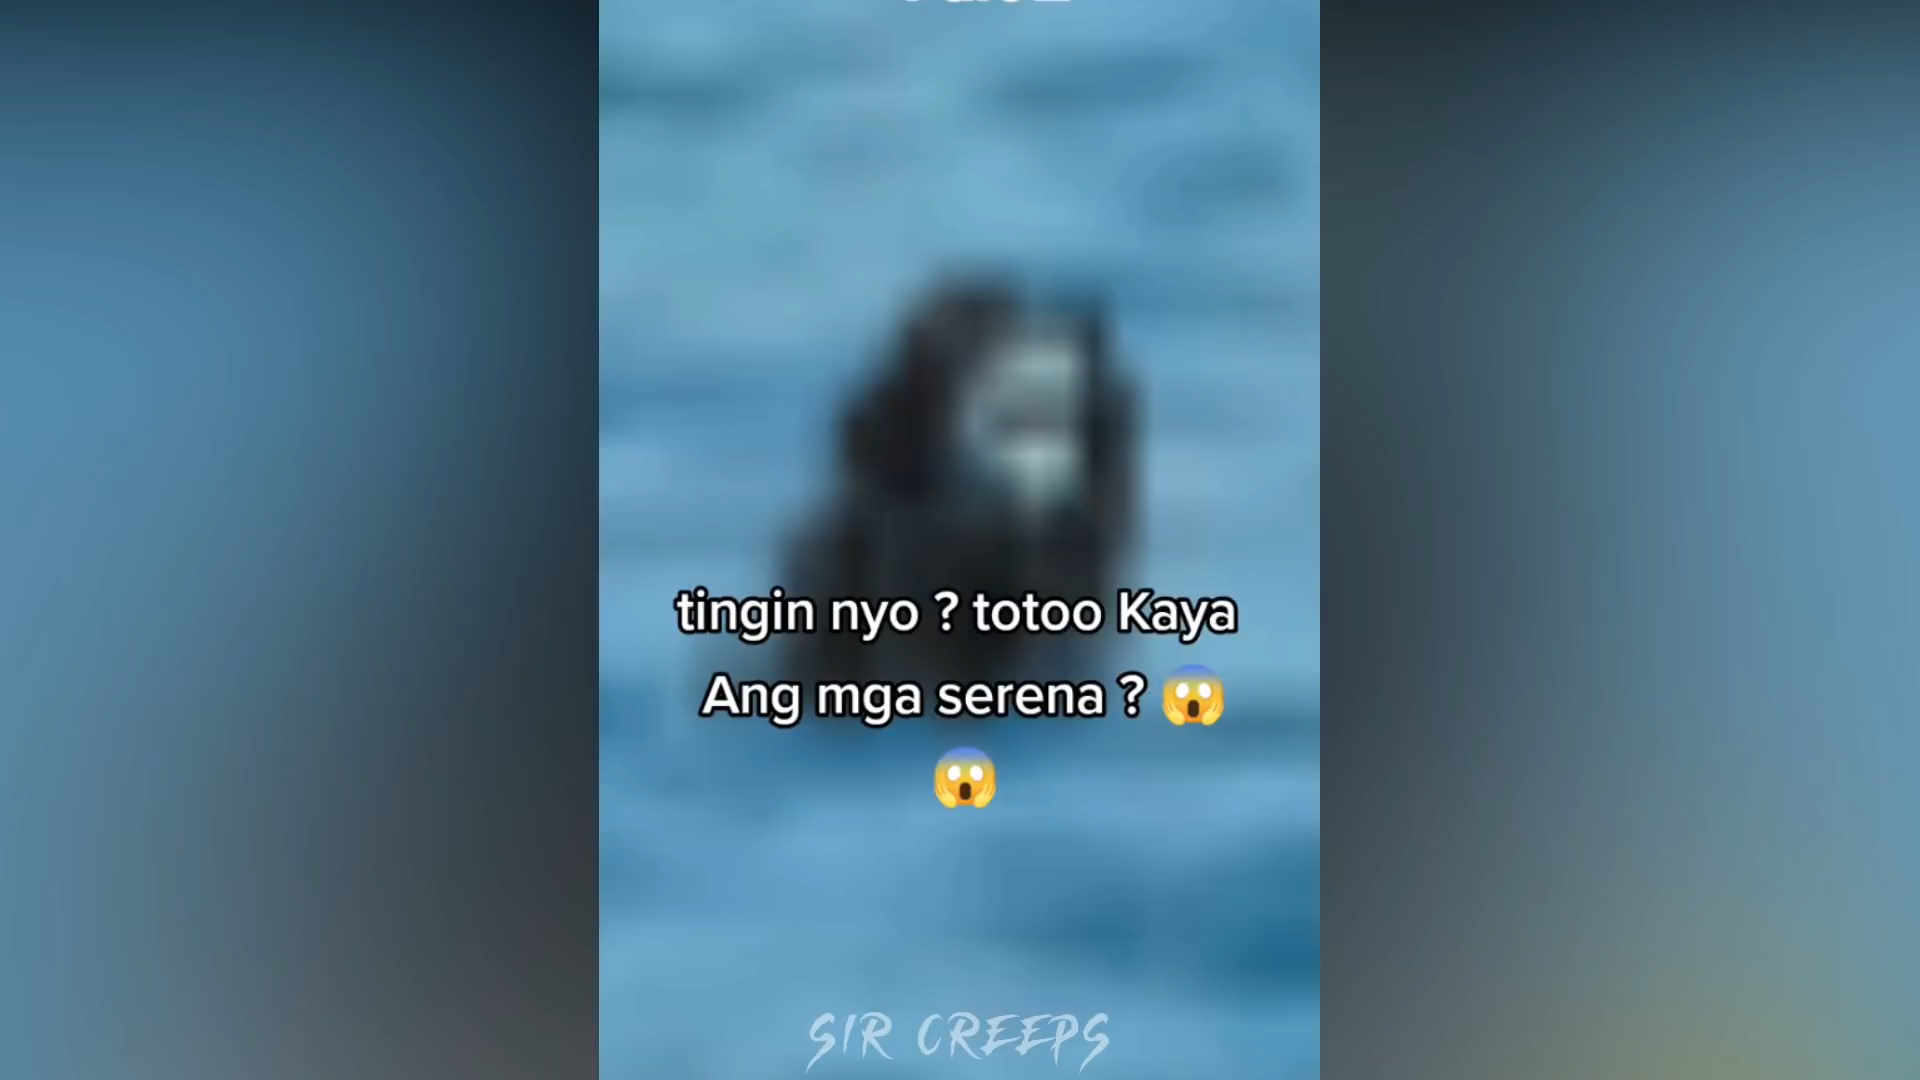 tingin nyo ? totoo Kaya
Ang mga serena ? 😱
😱
SIR CREEPS